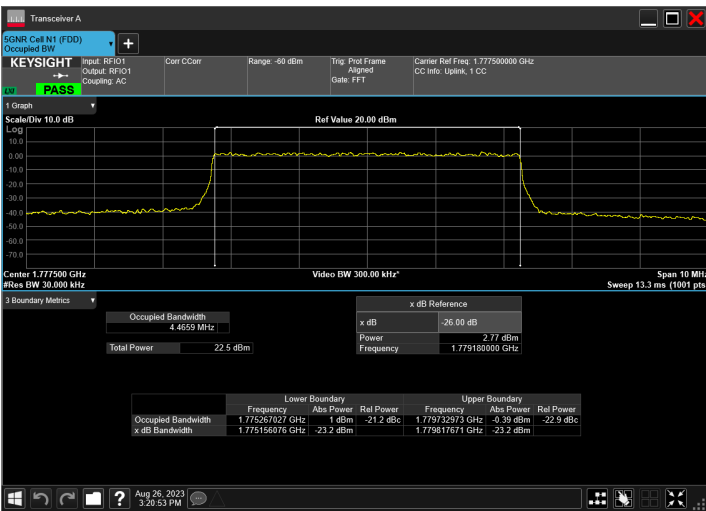 Transceiver A
5GNR Cell N1 (FDD)
Occupied BW
+
KEYSIGHT
LXI
PASS
Input: RFIO1
Output: RFIO1
Coupling: AC
Corr CCorr
Range: -60 dBm
Trig: Prot Frame
Aligned
Gate: FFT
Carrier Ref Freq: 1.777500000 GHz
CC Info: Uplink, 1 CC
1 Graph
Scale/Div 10.0 dB
Ref Value 20.00 dBm
Log
10.0
0.00
-10.0
-20.0
-30.0
-40.0
-50.0
-60.0
-70.0
Center 1.777500 GHz
Video BW 300.00 kHz*
Span 10 MHz
#Res BW 30.000 kHz
Sweep 13.3 ms (1001 pts
3 Boundary Metrics
Occupied Bandwidth
4.4659 MHz
Total Power 22.5 dBm
x dB Reference
x dB -26.00 dB
Power 2.77 dBm
Frequency 1.779180000 GHz
Lower Boundary Upper Boundary
Frequency Abs Power Rel Power Frequency Abs Power Rel Power
Occupied Bandwidth 1.775267027 GHz 1 dBm -21.2 dBc 1.779732973 GHz -0.39 dBm -22.9 dBc
x dB Bandwidth 1.775156076 GHz -23.2 dBm 1.779817671 GHz -23.2 dBm
?
Aug 26, 2023
3:20:53 PM